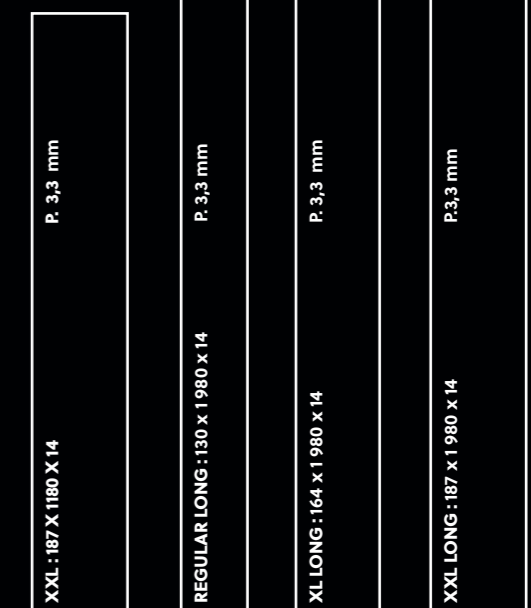 XXL : 187 X 1180 X 14 P. 3,3 mm
REGULAR LONG : 130 x 1 980 x 14 P. 3,3 mm
XL LONG : 164 x 1 980 x 14 P. 3,3 mm
XXL LONG : 187 x 1 980 x 14 P.3,3 mm